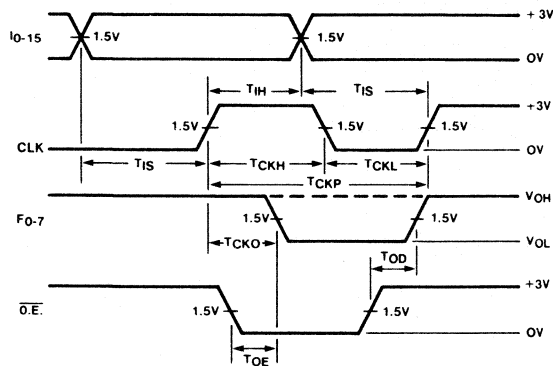 I0-15 1.5V 1.5V +3V
0V
TIH TIS
CLK 1.5V 1.5V 1.5V +3V
0V
TIS TCKH TCKL
TCKP
F0-7 1.5V 1.5V VOH
VOL
TCKO TOD
O.E. 1.5V 1.5V +3V
0V
TOE